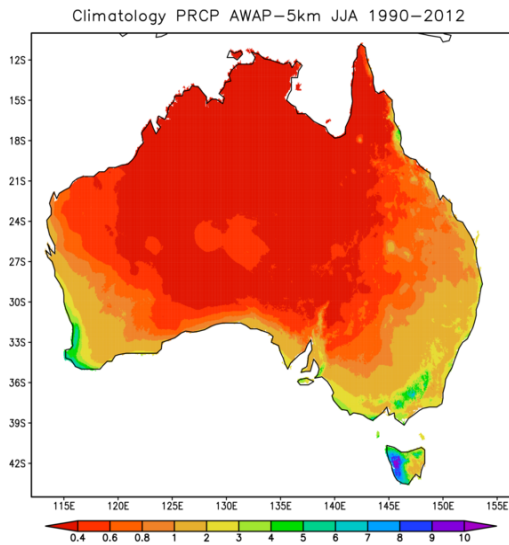 Climatology PRCP AWAP-5km JJA 1990-2012
12S
15S
18S
21S
24S
27S
30S
33S
36S
39S
42S
115E 120E 125E 130E 135E 140E 145E 150E 155E
0.4 0.6 0.8 1 2 3 4 5 6 7 8 9 10